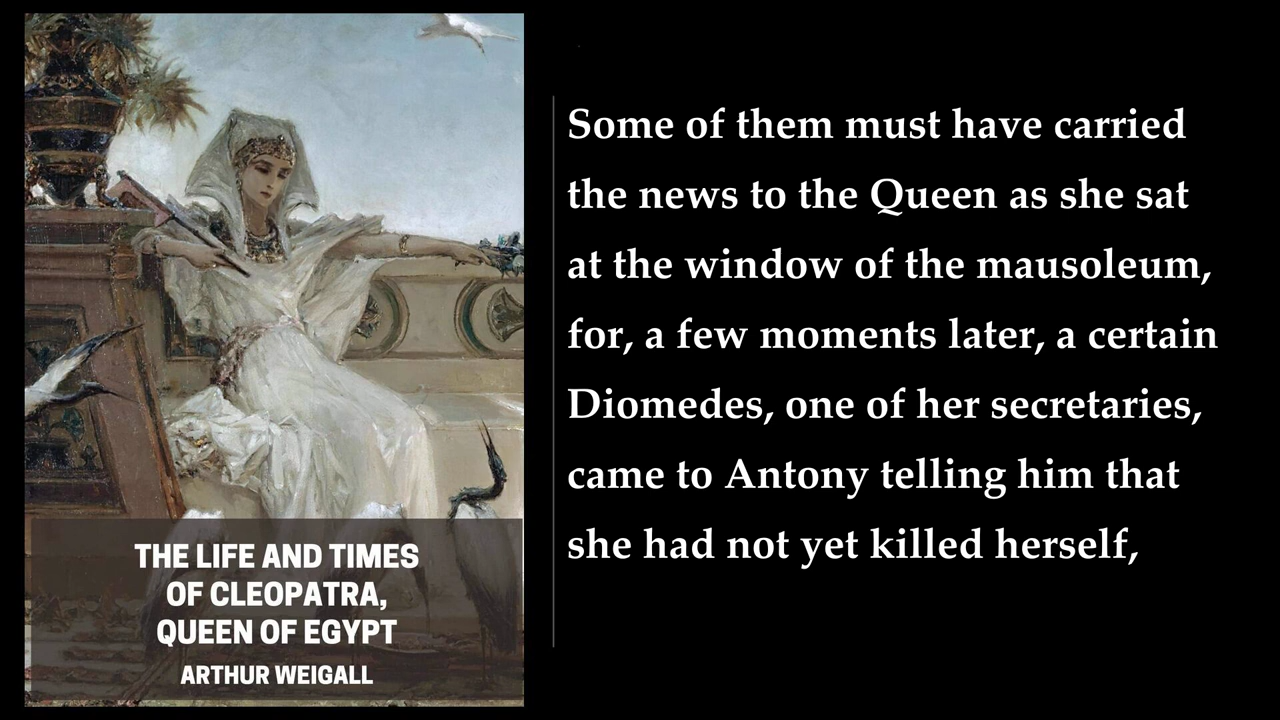 THE LIFE AND TIMES
OF CLEOPATRA,
QUEEN OF EGYPT
ARTHUR WEIGALL
Some of them must have carried
the news to the Queen as she sat
at the window of the mausoleum,
for, a few moments later, a certain
Diomedes, one of her secretaries,
came to Antony telling him that
she had not yet killed herself,